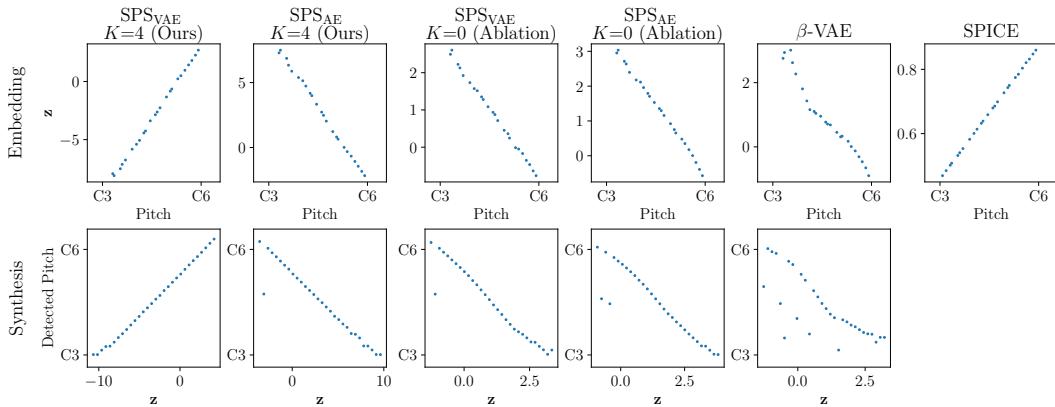 SPS_VAE K=4 (Ours)
SPS_AE K=4 (Ours)
SPS_VAE K=0 (Ablation)
SPS_AE K=0 (Ablation)
β-VAE
SPICE
Embedding
z
0
−5
5
0
2
1
0
3
2
1
0
2
0
0.8
0.6
C3 C6
C3 C6
C3 C6
C3 C6
C3 C6
C3 C6
Pitch
Pitch
Pitch
Pitch
Pitch
Pitch
Synthesis
Detected Pitch
C6
C3
C6
C3
C6
C3
C6
C3
C6
C3
−10 0
0 10
0.0 2.5
0.0 2.5
0.0 2.5
z
z
z
z
z